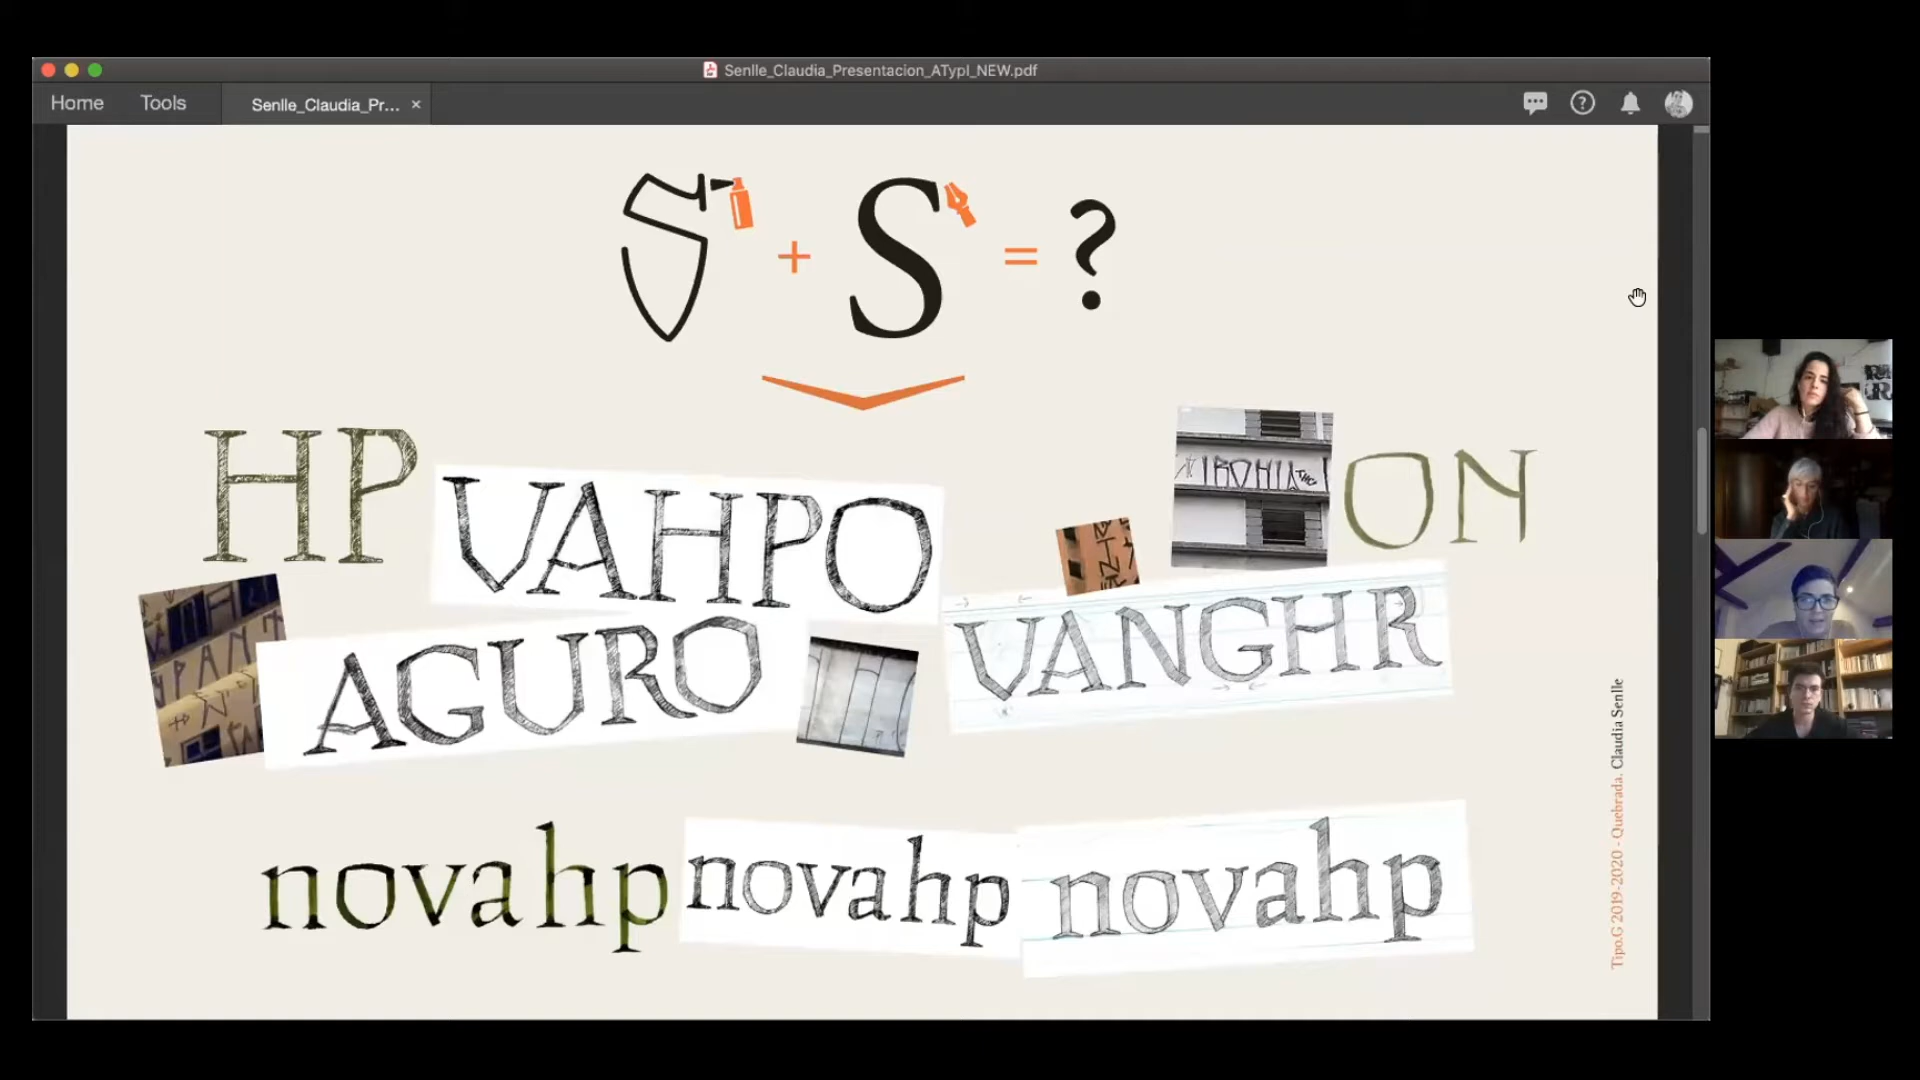 Senlle_Claudia_Presentacion_ATypI_NEW.pdf
Home Tools Senlle_Claudia_Pr... ×
S + S = ?
HP
VAHPO
IRONIA
ON
AGURO
VANGHR
novahp novahp novahp
Tipo.G 2019-2020 - Quebrada. Claudia Senlle